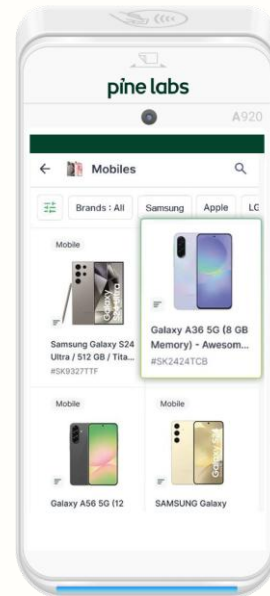 pine labs
A920
Mobiles
Brands : All
Samsung
Apple
LG
Mobile
Samsung Galaxy S24
Ultra / 512 GB / Tita...
#SK9327TTF
Galaxy A36 5G (8 GB
Memory) - Awesom...
#SK2424TCB
Mobile
Galaxy A56 5G (12
Mobile
SAMSUNG Galaxy